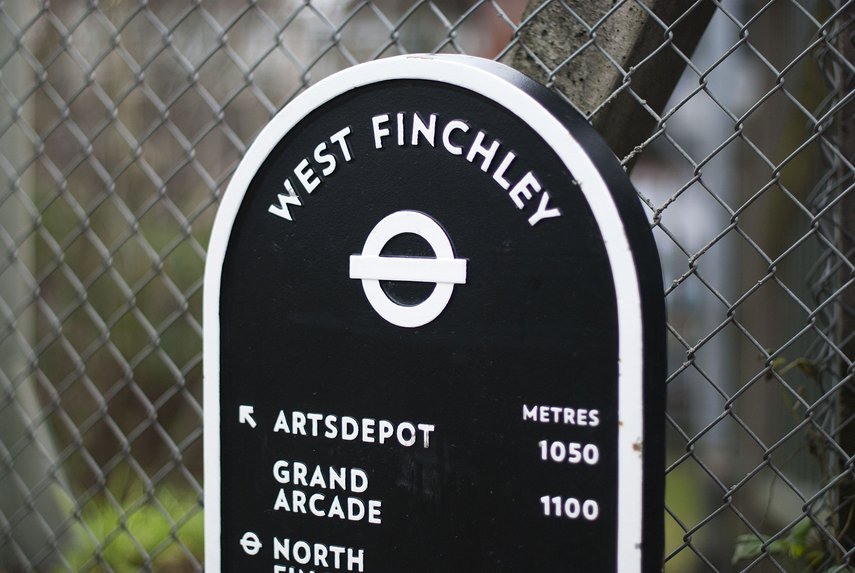 WEST FINCHLEY
METRES
ARTSDEPOT 1050
GRAND
ARCADE 1100
NORTH